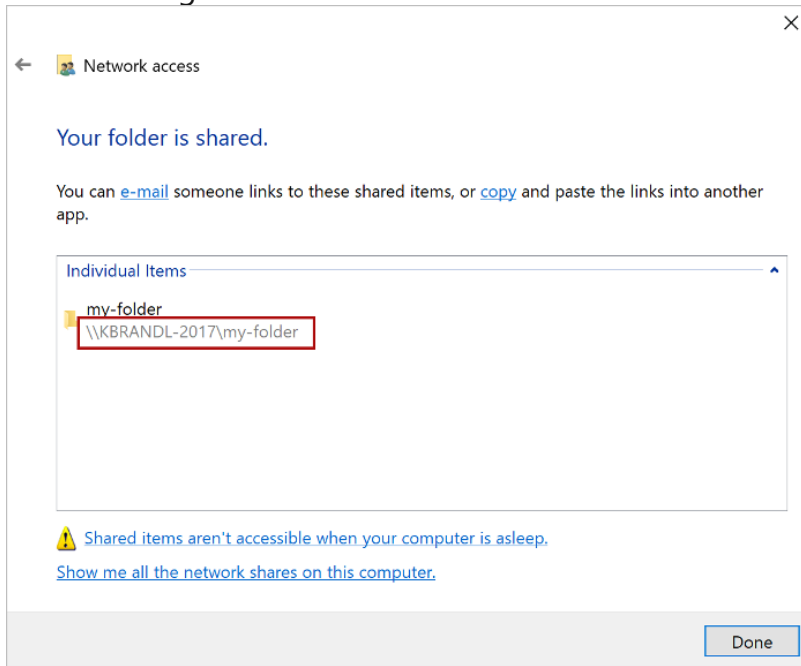 Network access
Your folder is shared.
You can e-mail someone links to these shared items, or copy and paste the links into another
app.
Individual Items
my-folder
\\KBRANDL-2017\my-folder
Shared items aren't accessible when your computer is asleep.
Show me all the network shares on this computer.
Done